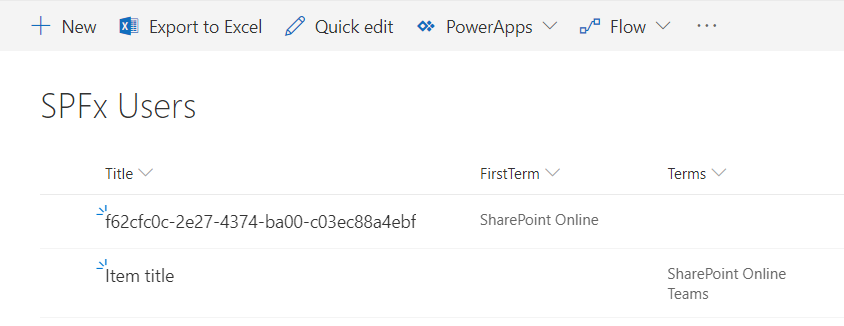 New Export to Excel Quick edit PowerApps Flow ...
SPFx Users
Title FirstTerm Terms
f62cfc0c-2e27-4374-ba00-c03ec88a4ebf SharePoint Online
Item title SharePoint Online
Teams